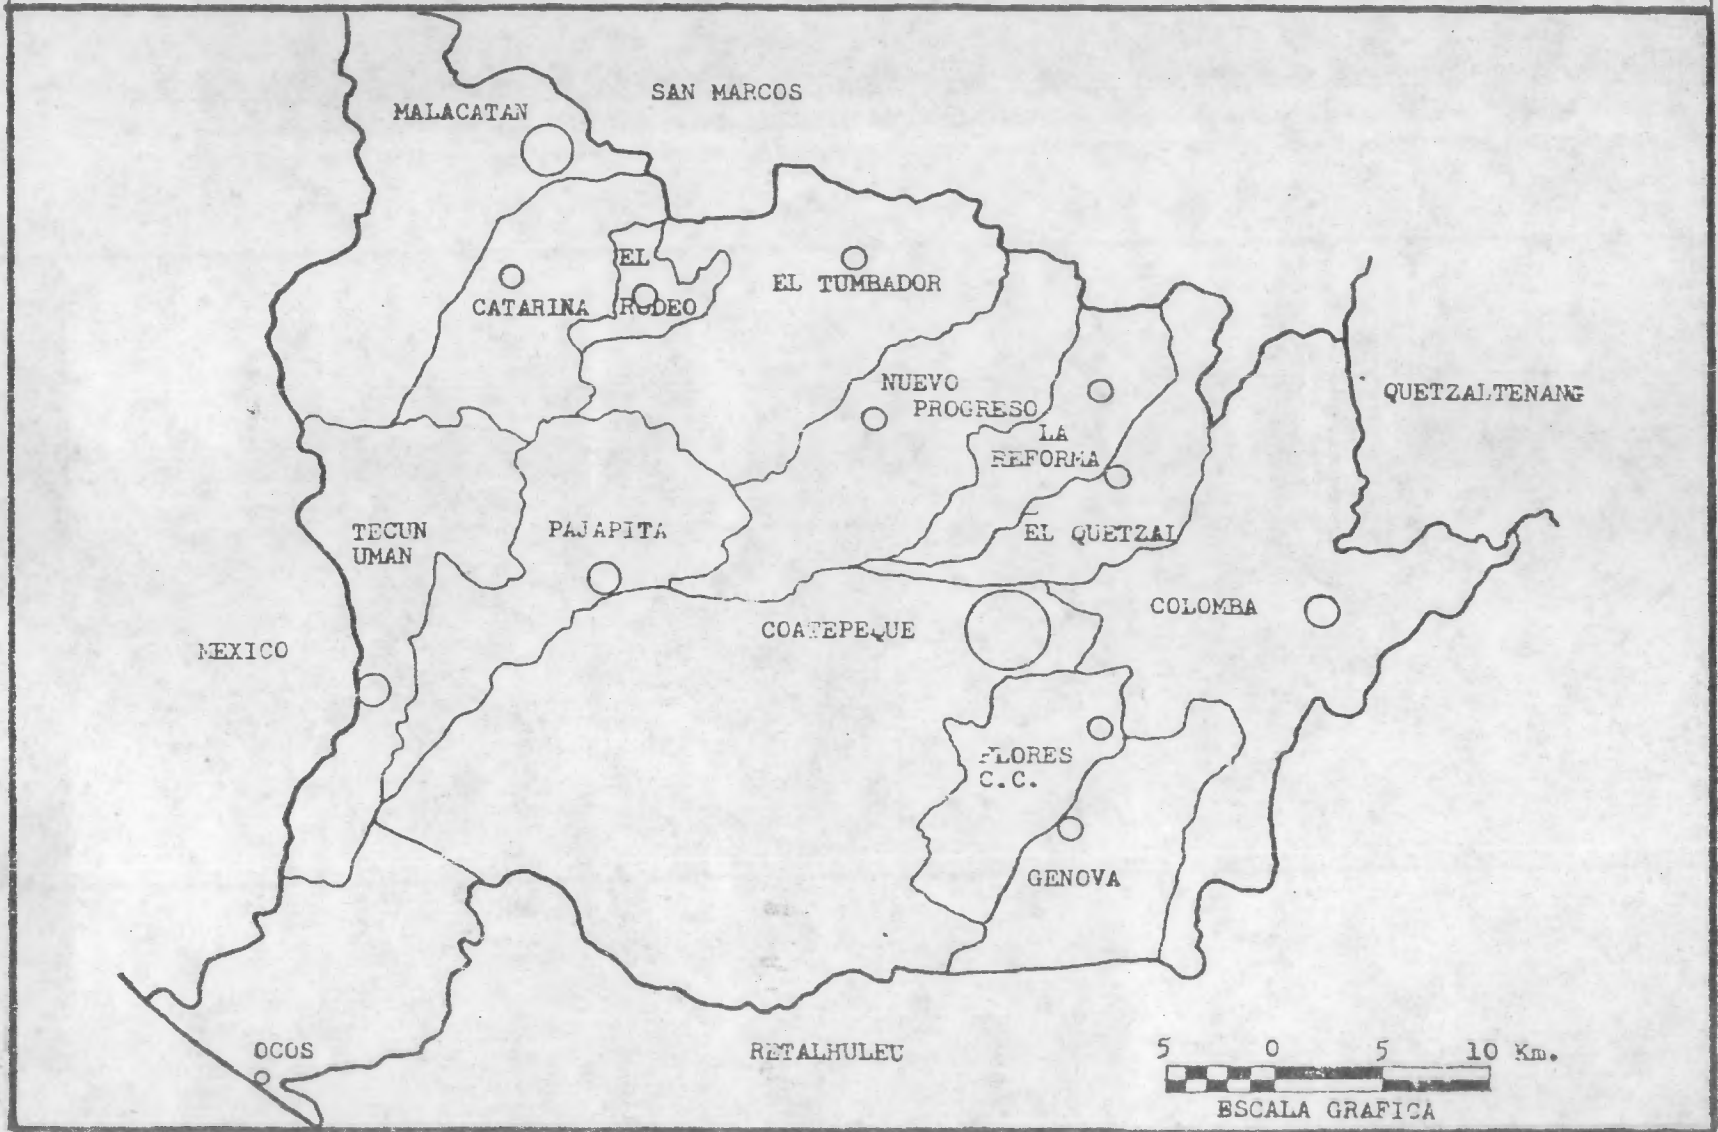 SAN MARCOS
MALACATAN
EL
EL TUMBADOR
CATARINA
RODEO
NUEVO
PROGRESO
QUETZALTENANG
LA
REFORMA
TECUN
UMAN
PAJAPITA
EL QUETZAL
COLOMBA
COATEPEQUE
MEXICO
FLORES
C.C.
GENOVA
OCOS
RETALHULEU
5 0 5 10 Km.
ESCALA GRAFICA